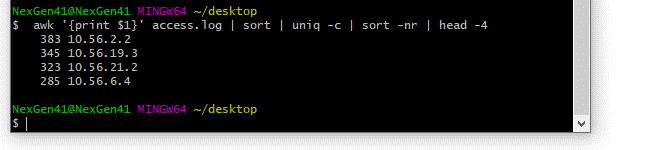 NexGen41@NexGen41 MINGW64 ~/desktop
$ awk '{print $1}' access.log | sort | uniq -c | sort -nr | head -4
383 10.56.2.2
345 10.56.19.3
323 10.56.21.2
285 10.56.6.4
NexGen41@NexGen41 MINGW64 ~/desktop
$